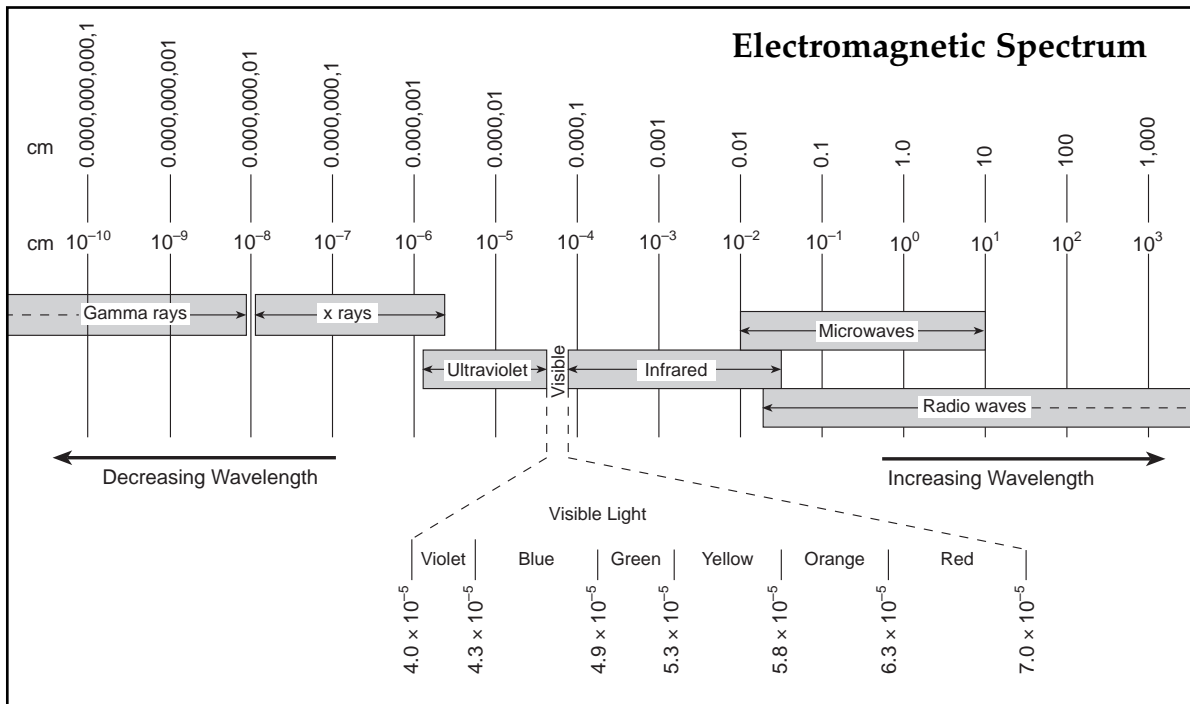 Electromagnetic Spectrum
cm 0.000,000,000,1 0.000,000,001 0.000,000,01 0.000,000,1 0.000,001 0.000,01 0.000,1 0.001 0.01 0.1 1.0 10 100 1,000
cm 10⁻¹⁰ 10⁻⁹ 10⁻⁸ 10⁻⁷ 10⁻⁶ 10⁻⁵ 10⁻⁴ 10⁻³ 10⁻² 10⁻¹ 10⁰ 10¹ 10² 10³
Gamma rays x rays
Microwaves
Ultraviolet Visible Infrared
Radio waves
Decreasing Wavelength Increasing Wavelength
Visible Light
Violet Blue Green Yellow Orange Red
4.0 × 10⁻⁵ 4.3 × 10⁻⁵ 4.9 × 10⁻⁵ 5.3 × 10⁻⁵ 5.8 × 10⁻⁵ 6.3 × 10⁻⁵ 7.0 × 10⁻⁵